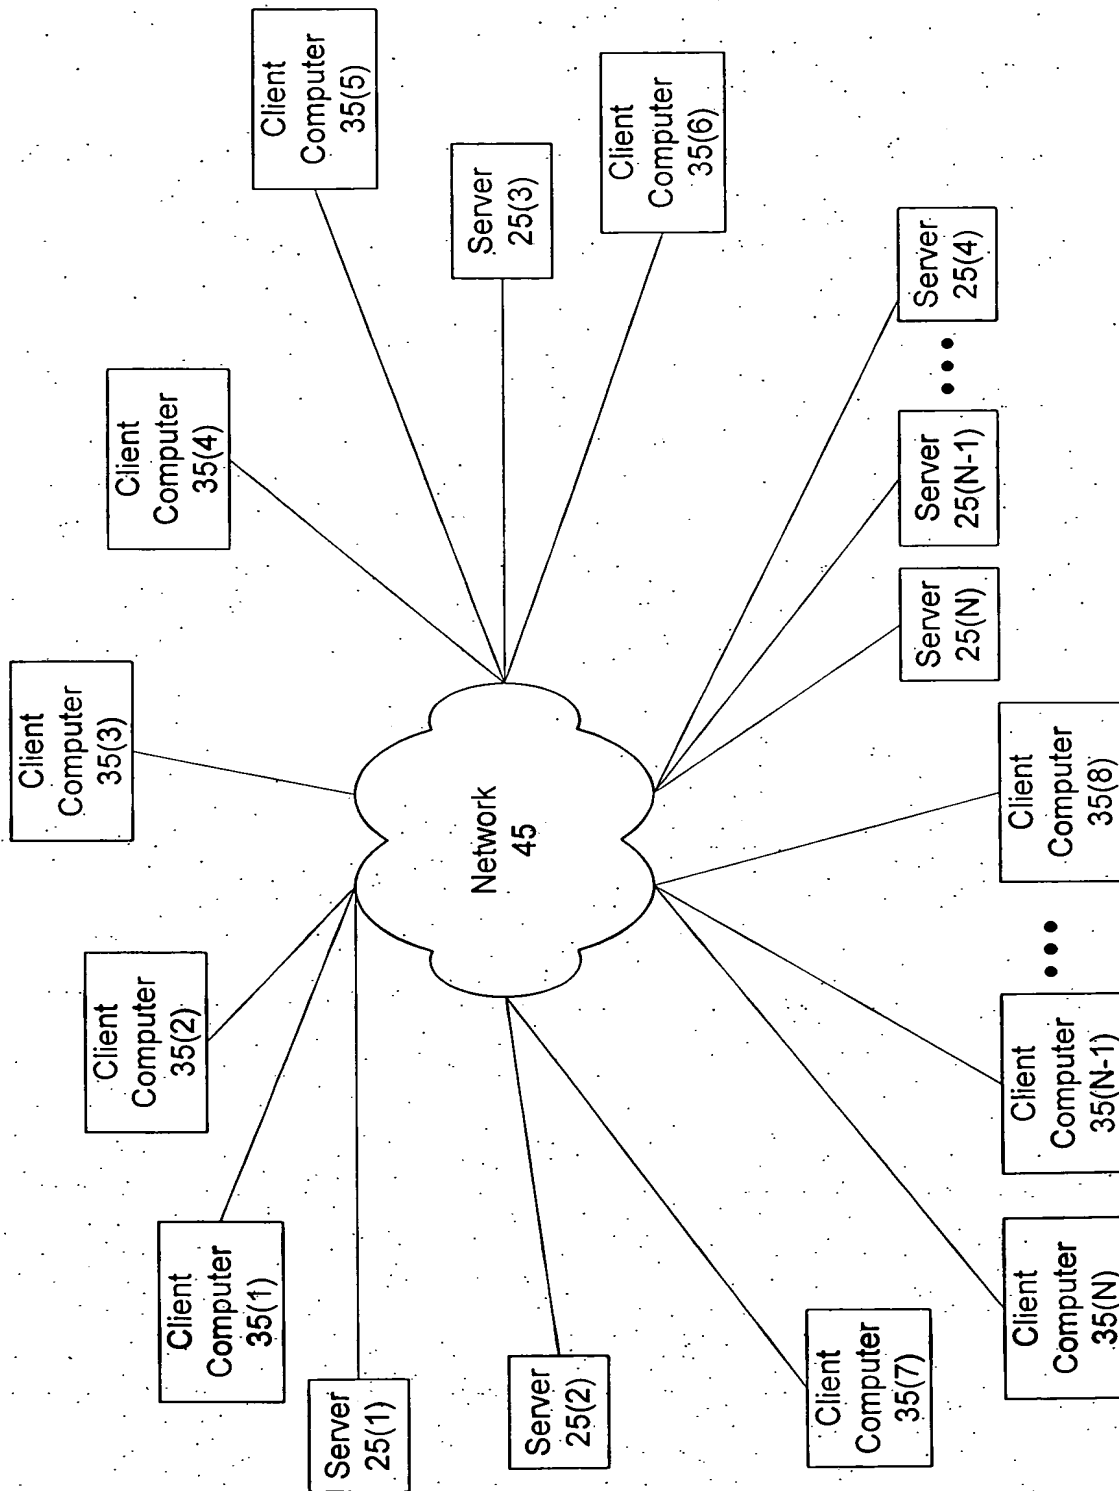 Client
Computer
35(1)
Client
Computer
35(2)
Client
Computer
35(3)
Client
Computer
35(4)
Client
Computer
35(5)
Server
25(1)
Server
25(2)
Network
45
Server
25(3)
Client
Computer
35(6)
Client
Computer
35(7)
Client
Computer
35(N)
Client
Computer
35(N-1)
Client
Computer
35(8)
Server
25(N)
Server
25(N-1)
Server
25(4)